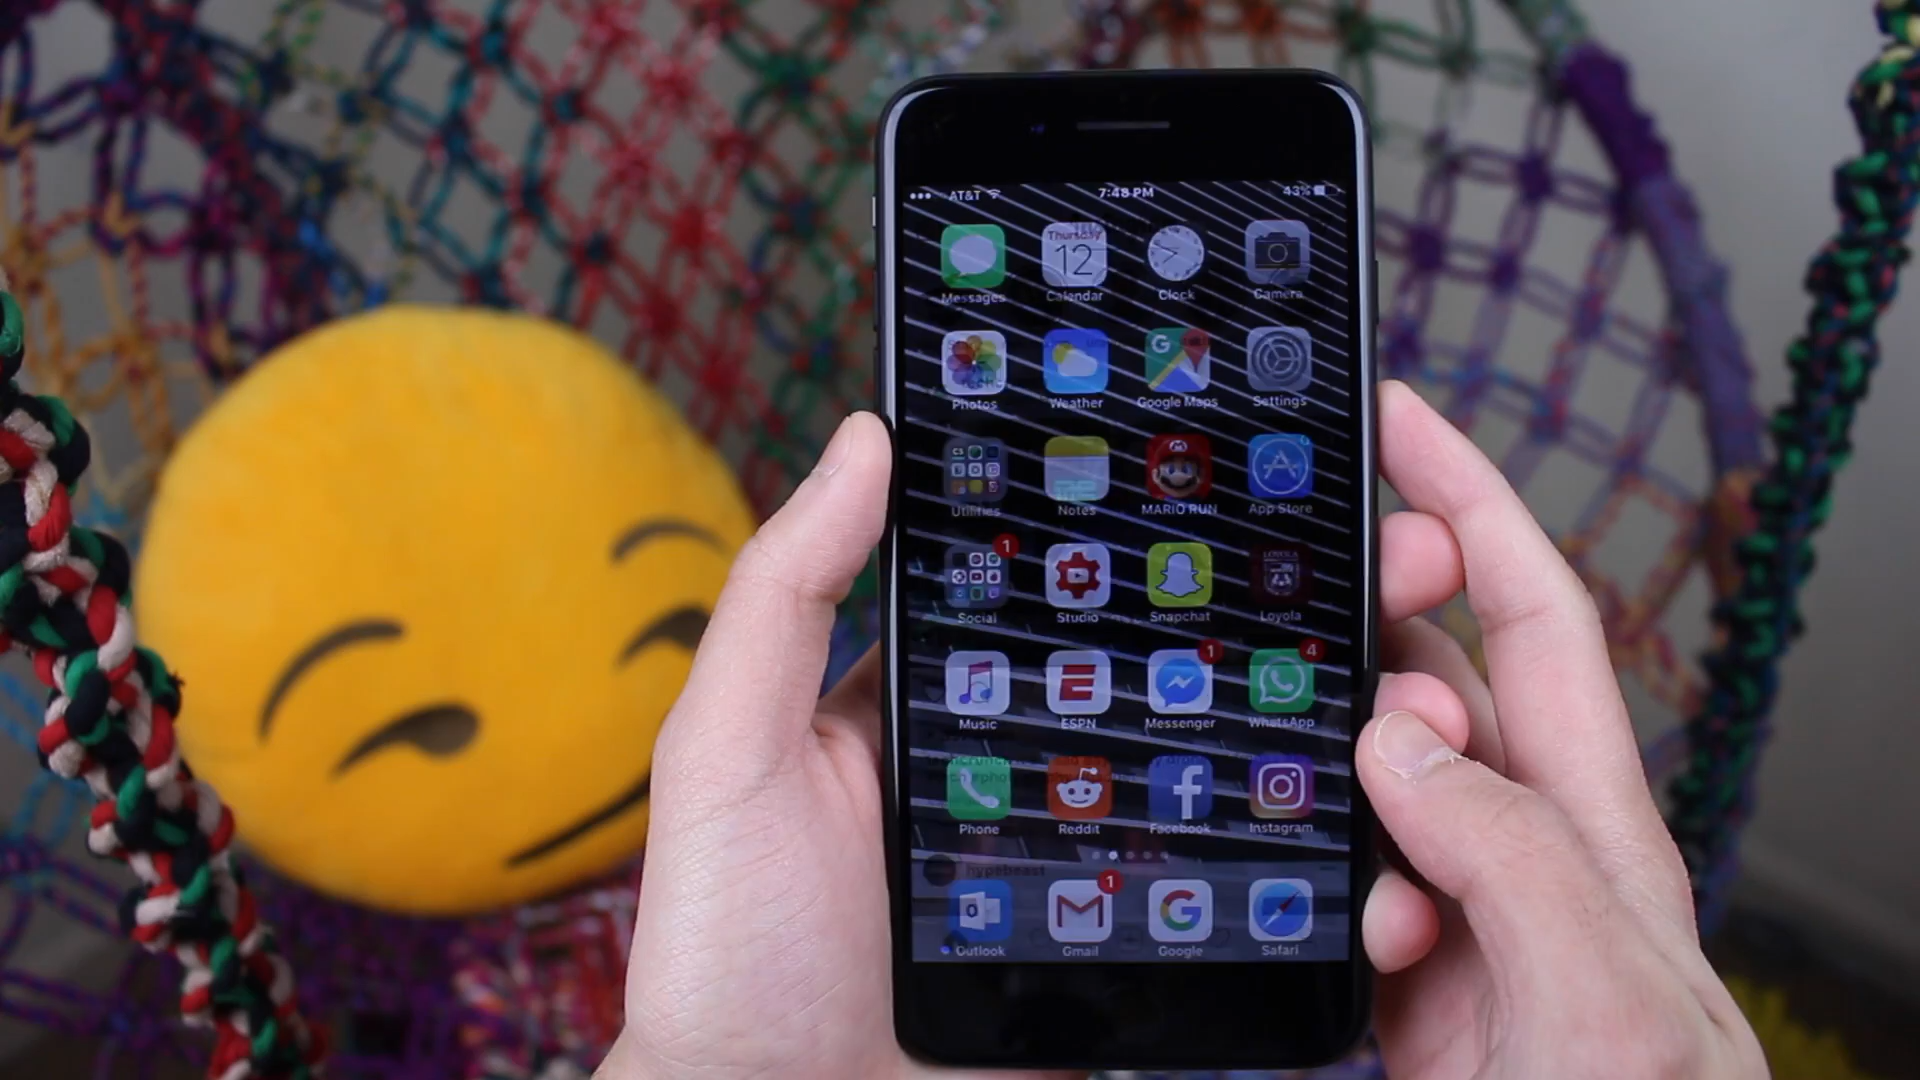 AT&T 7:48 PM 43%
Thursday
12
Messages Calendar Clock Camera
G
Photos Weather Google Maps Settings
Utilities Notes MARIO RUN App Store
1
LOYOLA
Social Studio Snapchat Loyola
1 4
Music ESPN Messenger WhatsApp
Phone Reddit Facebook Instagram
hypebeast
1
Outlook Gmail Google Safari